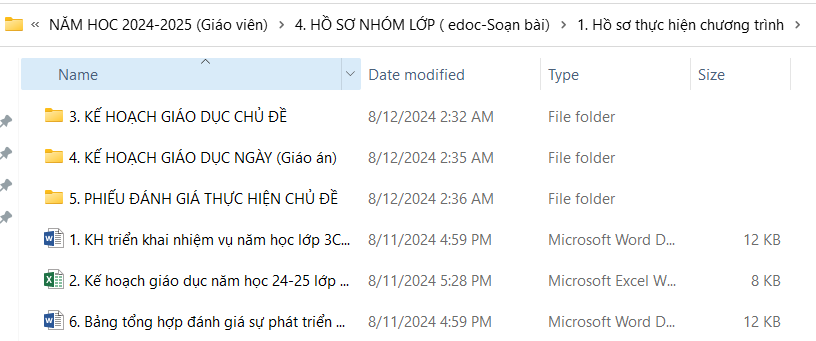 « NĂM HOC 2024-2025 (Giáo viên) > 4. HỒ SƠ NHÓM LỚP ( edoc-Soạn bài) > 1. Hồ sơ thực hiện chương trình >
Name Date modified Type Size
3. KẾ HOẠCH GIÁO DỤC CHỦ ĐỀ 8/12/2024 2:32 AM File folder
4. KẾ HOẠCH GIÁO DỤC NGÀY (Giáo án) 8/12/2024 2:35 AM File folder
5. PHIẾU ĐÁNH GIÁ THỰC HIỆN CHỦ ĐỀ 8/12/2024 2:36 AM File folder
1. KH triển khai nhiệm vụ năm học lớp 3C... 8/11/2024 4:59 PM Microsoft Word D... 12 KB
2. Kế hoạch giáo dục năm học 24-25 lớp ... 8/11/2024 5:28 PM Microsoft Excel W... 8 KB
6. Bảng tổng hợp đánh giá sự phát triển ... 8/11/2024 4:59 PM Microsoft Word D... 12 KB